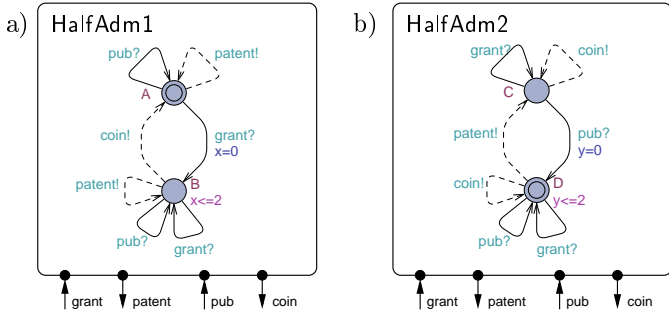 a) HalfAdm1
pub? patent!
A
coin! grant?
x=0
patent! B
x<=2
pub? grant?
grant patent pub coin
b) HalfAdm2
grant? coin!
C
patent! pub?
y=0
coin! D
y<=2
pub? grant?
grant patent pub coin